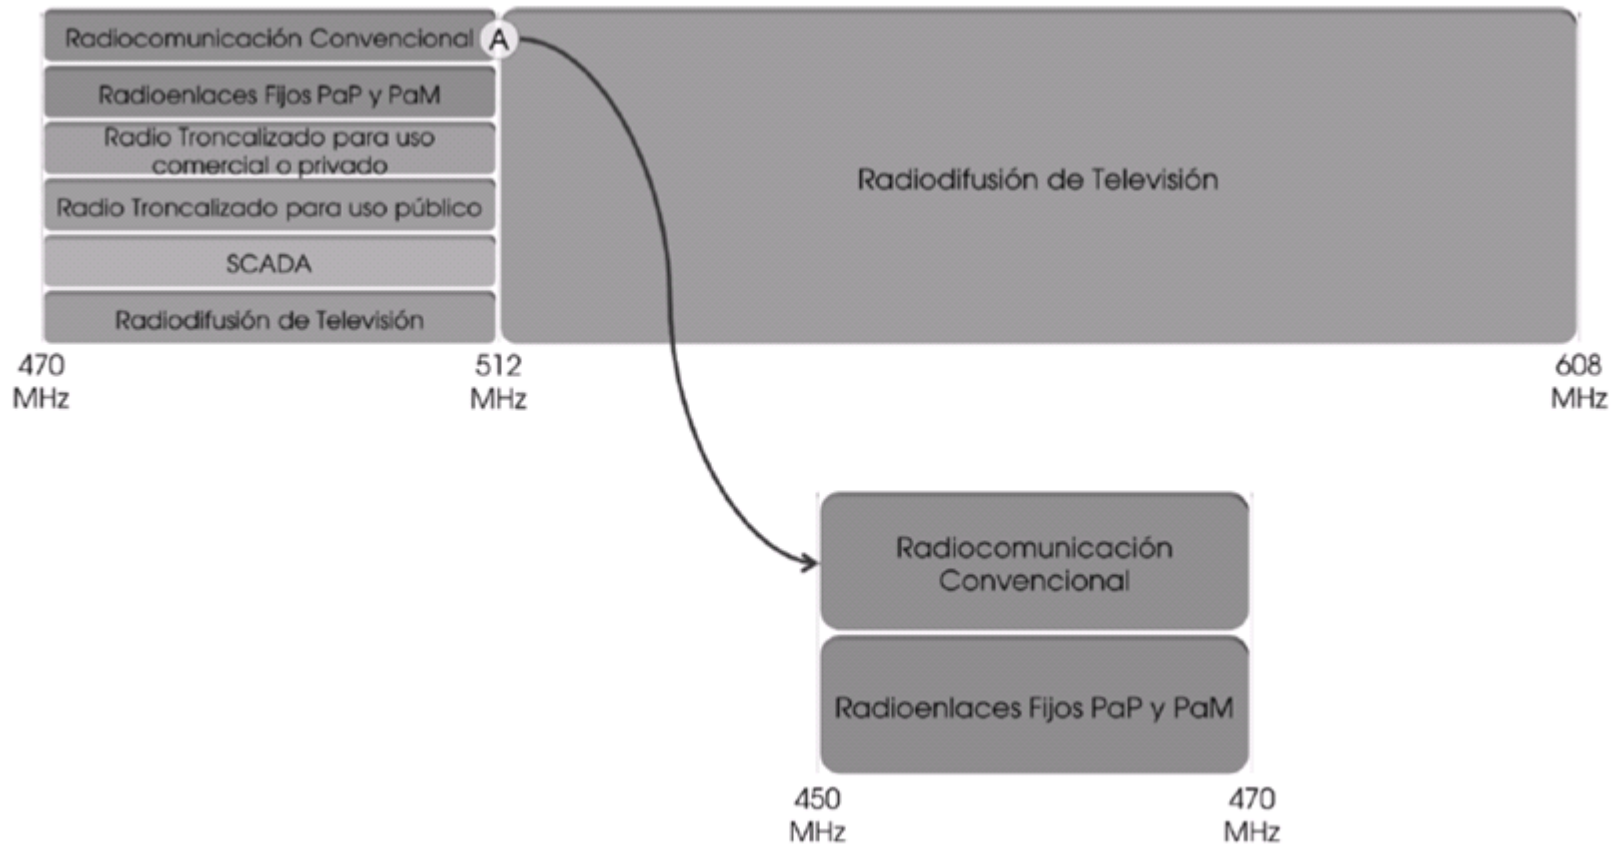 Radiocomunicación Convencional
A
Radioenlaces Fijos PaP y PaM
Radio Troncalizado para uso
comercial o privado
Radio Troncalizado para uso público
SCADA
Radiodifusión de Televisión
Radiodifusión de Televisión
470
MHz
512
MHz
608
MHz
Radiocomunicación
Convencional
Radioenlaces Fijos PaP y PaM
450
MHz
470
MHz